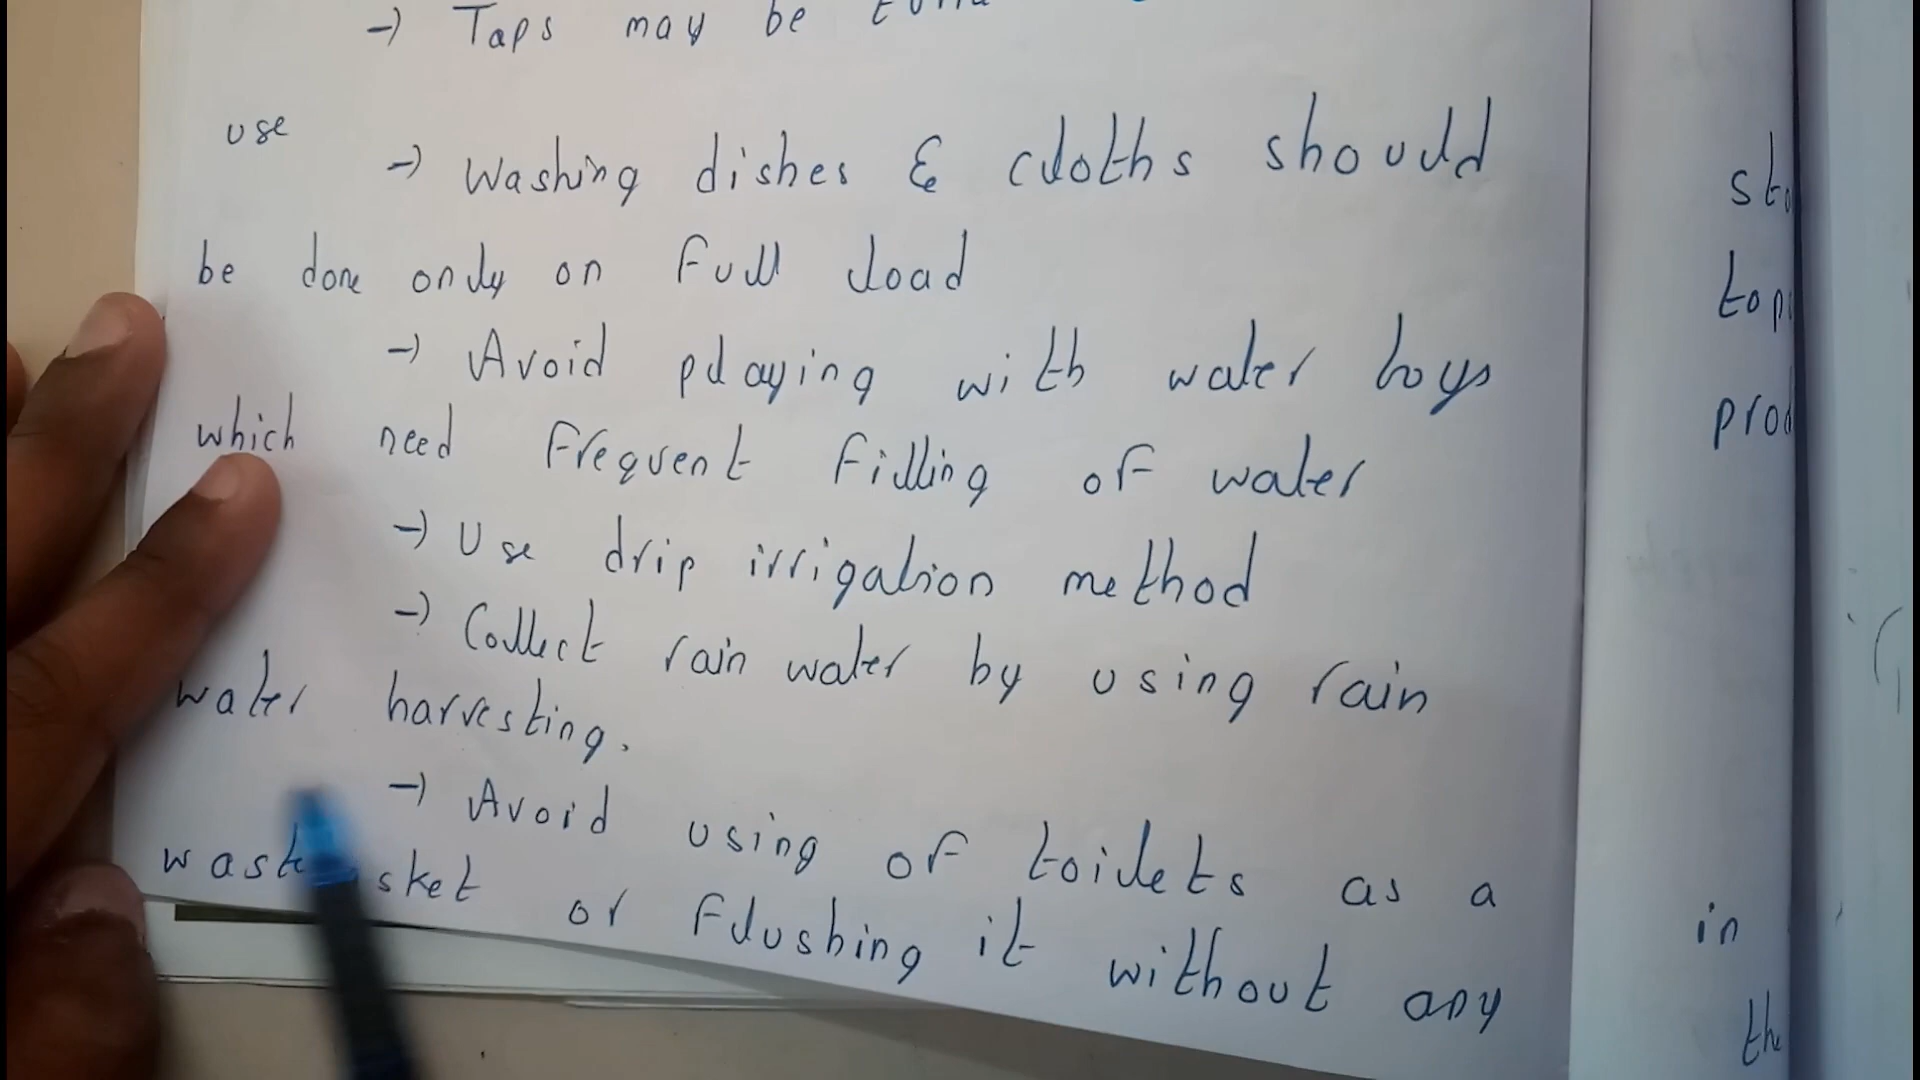 → Taps may be
use
→ Washing dishes & cloths should
be done only on full load
→ Avoid playing with water toys
which need frequent filling of water
→ Use drip irrigation method
→ Collect rain water by using rain
water harvesting.
→ Avoid using of toilets as a
or flushing it without any
in